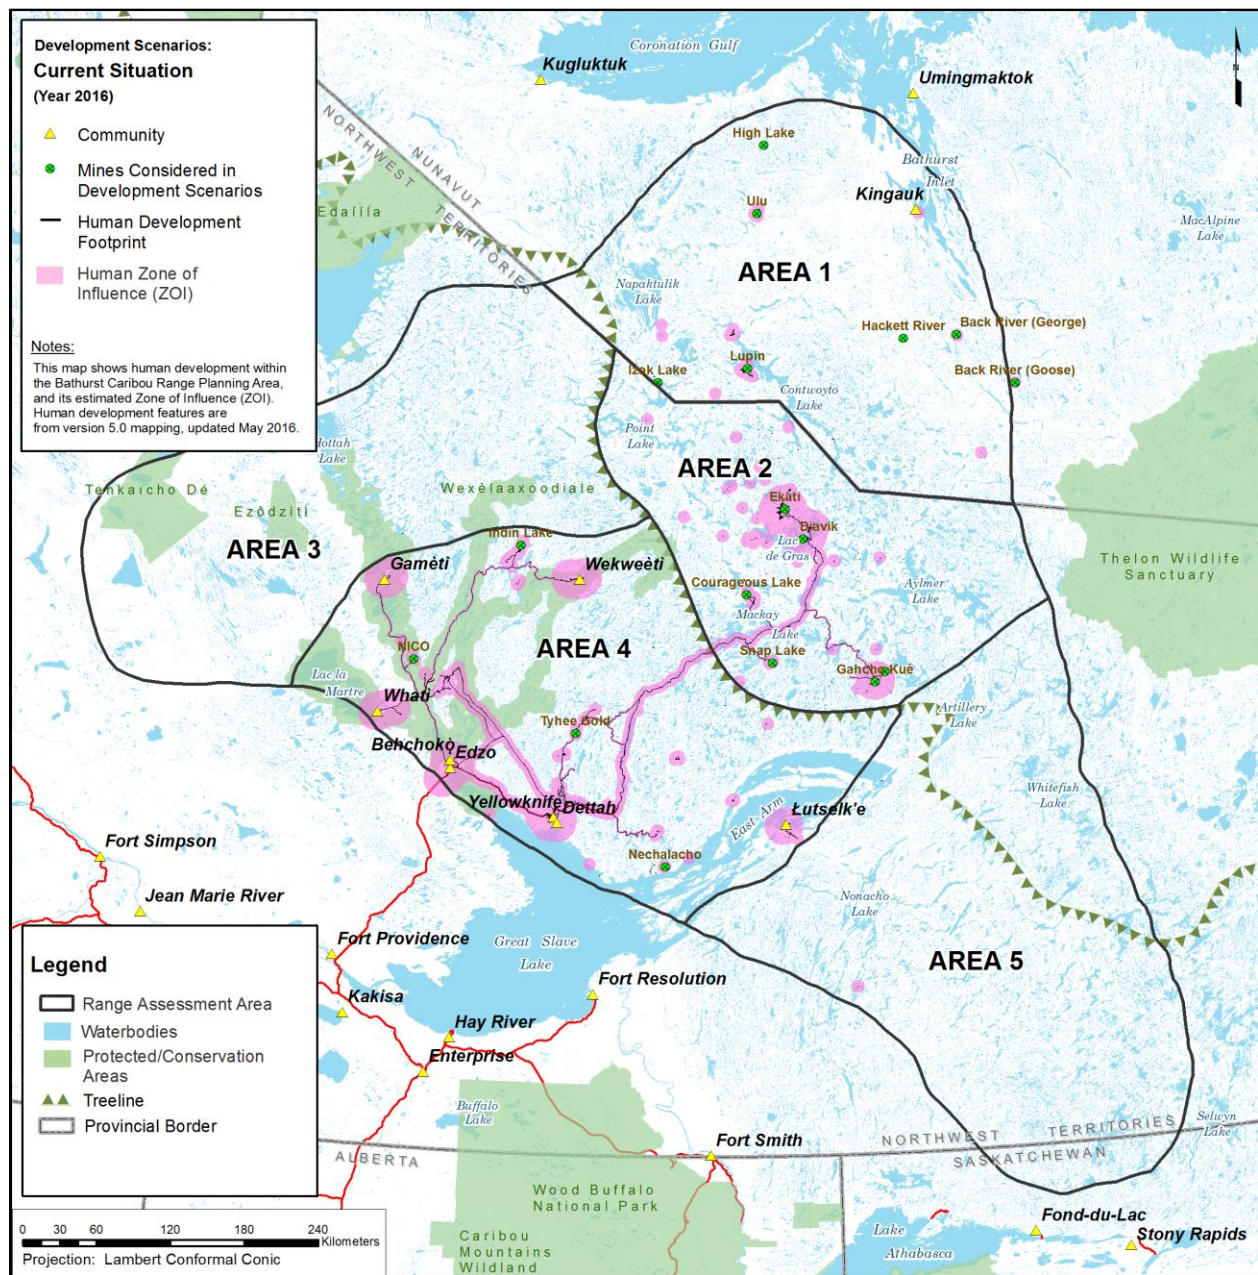 Development Scenarios:
Current Situation
(Year 2016)
Community
Mines Considered in
Development Scenarios
Human Development
Footprint
Human Zone of
Influence (ZOI)
Notes:
This map shows human development within
the Bathurst Caribou Range Planning Area,
and its estimated Zone of Influence (ZOI).
Human development features are
from version 5.0 mapping, updated May 2016.
Coronation Gulf
Kugluktuk
Umingmaktok
N
NORTHWEST TERRITORIES
NUNAVUT
High Lake
Bathurst
Inlet
Kingauk
Ulu
MacAlpine
Lake
Edaííla
AREA 1
Napaktulik
Lake
Hackett River
Back River (George)
Lupin
Izok Lake
Back River (Goose)
Contwoyto
Lake
Point
Lake
Hottah
Lake
AREA 2
Tenkaicho Dé
Wexèlaaxoodiale
Ezǫ̀dzìtì
Ekati
Diavik
Lac
de Gras
AREA 3
Indin Lake
Gamètì
Wekweètì
Thelon Wildlife
Sanctuary
Courageous Lake
Aylmer
Lake
Mackay
Lake
AREA 4
NICO
Snap Lake
Gahcho Kué
Lac la
Martre
Whatì
Artillery
Lake
Tyhee Gold
Behchokò
Edzo
Whitefish
Lake
Yellowknife
Dettah
East Arm
Łutselk'e
Fort Simpson
Nechalacho
Jean Marie River
Nonacho
Lake
Fort Providence
Great Slave
Lake
AREA 5
Fort Resolution
Kakisa
Hay River
Enterprise
Buffalo
Lake
Selwyn
Lake
Fort Smith
NORTHWEST TERRITORIES
SASKATCHEWAN
ALBERTA
Wood Buffalo
National Park
Caribou
Mountains
Wildland
Lake
Athabasca
Fond-du-Lac
Stony Rapids
Legend
Range Assessment Area
Waterbodies
Protected/Conservation
Areas
Treeline
Provincial Border
0 30 60 120 180 240
Kilometers
Projection: Lambert Conformal Conic